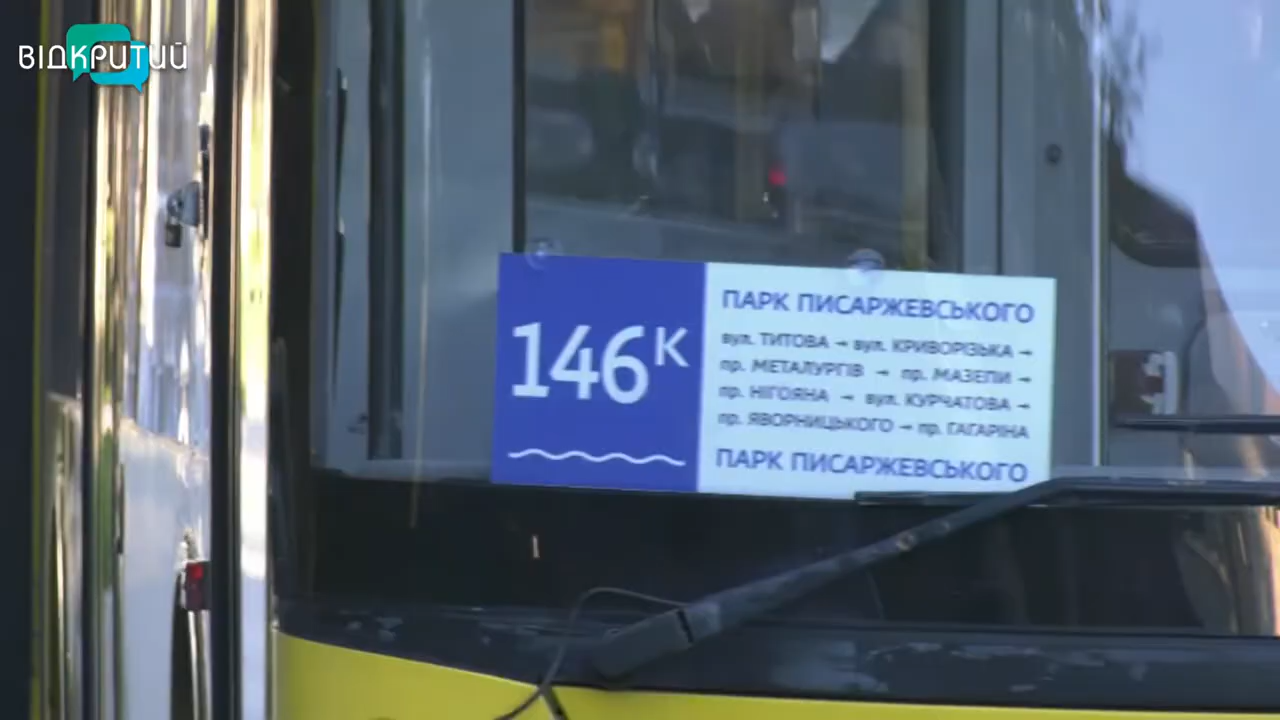 ВІДКРИТИЙ
146К
ПАРК ПИСАРЖЕВСЬКОГО
вул. ТИТОВА → вул. КРИВОРІЗЬКА →
пр. МЕТАЛУРГІВ → пр. МАЗЕПИ →
пр. НІГОЯНА → вул. КУРЧАТОВА →
пр. ЯВОРНИЦЬКОГО → пр. ГАГАРІНА
ПАРК ПИСАРЖЕВСЬКОГО